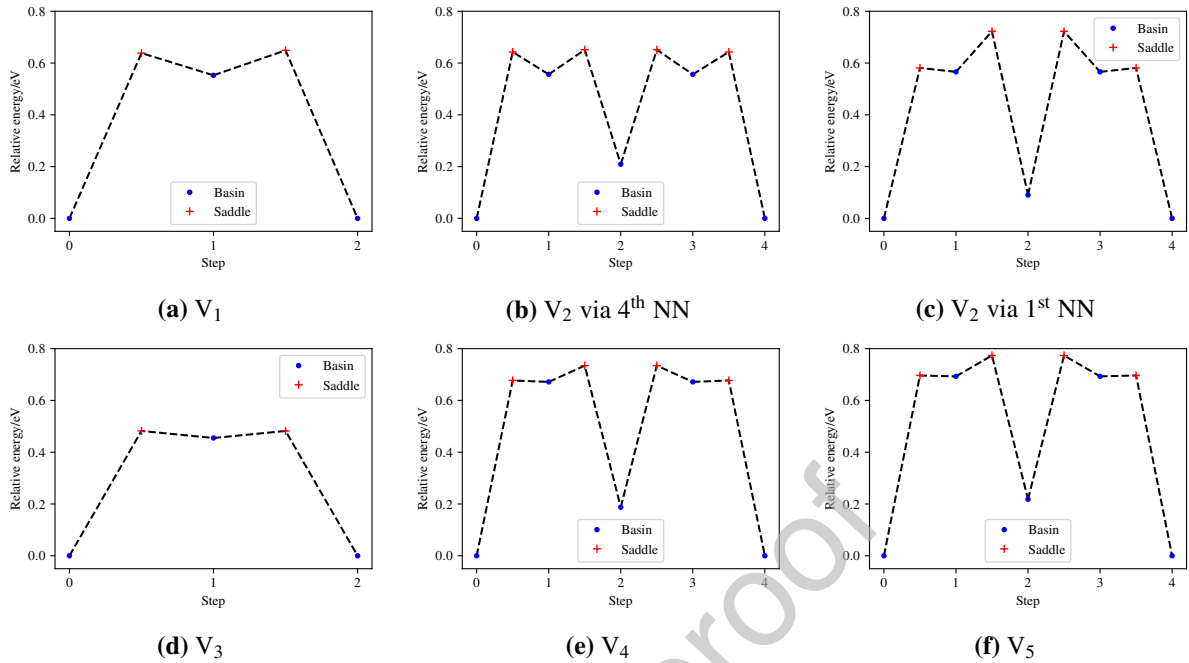 0.8
0.6
0.4
0.2
0.0
Relative energy/eV
Basin
Saddle
0 1 2
Step
(a) V₁
0.8
0.6
0.4
0.2
0.0
Relative energy/eV
Basin
Saddle
0 1 2 3 4
Step
(b) V₂ via 4ᵗʰ NN
0.8
0.6
0.4
0.2
0.0
Relative energy/eV
Basin
Saddle
0 1 2 3 4
Step
(c) V₂ via 1ˢᵗ NN
0.8
0.6
0.4
0.2
0.0
Relative energy/eV
Basin
Saddle
0 1 2
Step
(d) V₃
0.8
0.6
0.4
0.2
0.0
Relative energy/eV
Basin
Saddle
0 1 2 3 4
Step
(e) V₄
0.8
0.6
0.4
0.2
0.0
Relative energy/eV
Basin
Saddle
0 1 2 3 4
Step
(f) V₅
proof